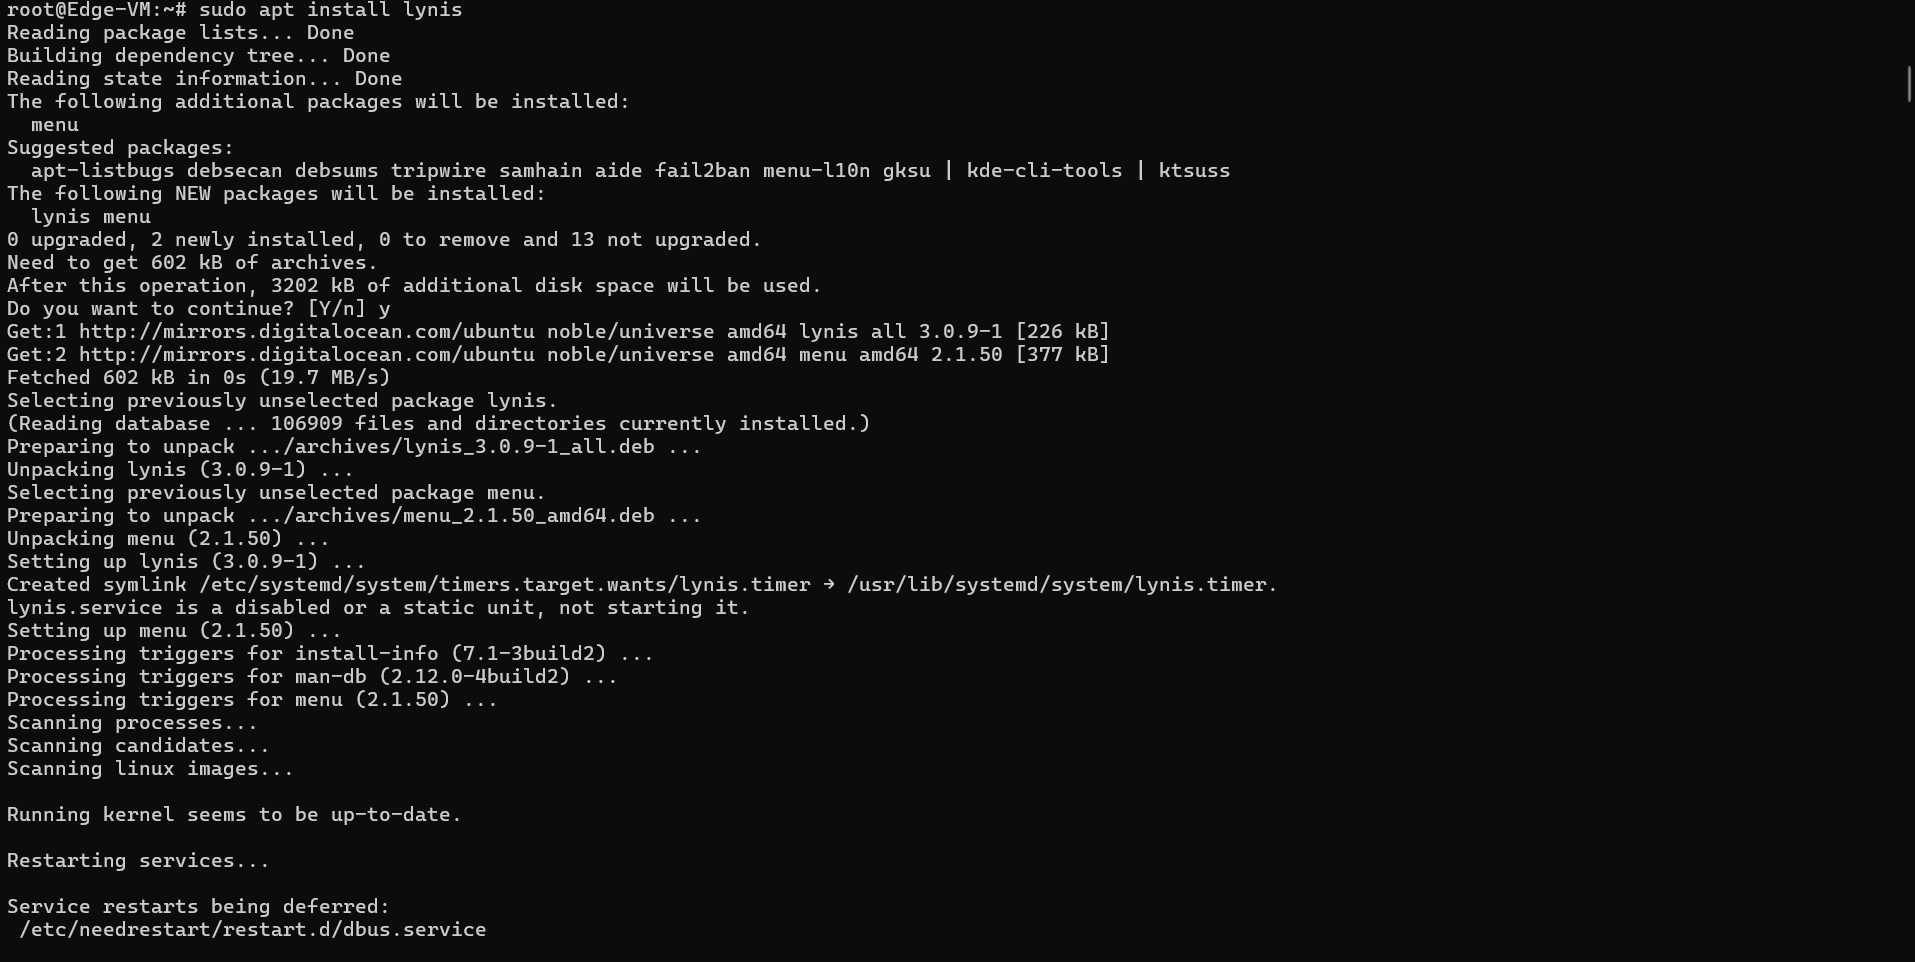 root@Edge-VM:~# sudo apt install lynis
Reading package lists... Done
Building dependency tree... Done
Reading state information... Done
The following additional packages will be installed:
  menu
Suggested packages:
  apt-listbugs debsecan debsums tripwire samhain aide fail2ban menu-l10n gksu | kde-cli-tools | ktsuss
The following NEW packages will be installed:
  lynis menu
0 upgraded, 2 newly installed, 0 to remove and 13 not upgraded.
Need to get 602 kB of archives.
After this operation, 3202 kB of additional disk space will be used.
Do you want to continue? [Y/n] y
Get:1 http://mirrors.digitalocean.com/ubuntu noble/universe amd64 lynis all 3.0.9-1 [226 kB]
Get:2 http://mirrors.digitalocean.com/ubuntu noble/universe amd64 menu amd64 2.1.50 [377 kB]
Fetched 602 kB in 0s (19.7 MB/s)
Selecting previously unselected package lynis.
(Reading database ... 106909 files and directories currently installed.)
Preparing to unpack .../archives/lynis_3.0.9-1_all.deb ...
Unpacking lynis (3.0.9-1) ...
Selecting previously unselected package menu.
Preparing to unpack .../archives/menu_2.1.50_amd64.deb ...
Unpacking menu (2.1.50) ...
Setting up lynis (3.0.9-1) ...
Created symlink /etc/systemd/system/timers.target.wants/lynis.timer → /usr/lib/systemd/system/lynis.timer.
lynis.service is a disabled or a static unit, not starting it.
Setting up menu (2.1.50) ...
Processing triggers for install-info (7.1-3build2) ...
Processing triggers for man-db (2.12.0-4build2) ...
Processing triggers for menu (2.1.50) ...
Scanning processes...
Scanning candidates...
Scanning linux images...

Running kernel seems to be up-to-date.

Restarting services...

Service restarts being deferred:
 /etc/needrestart/restart.d/dbus.service